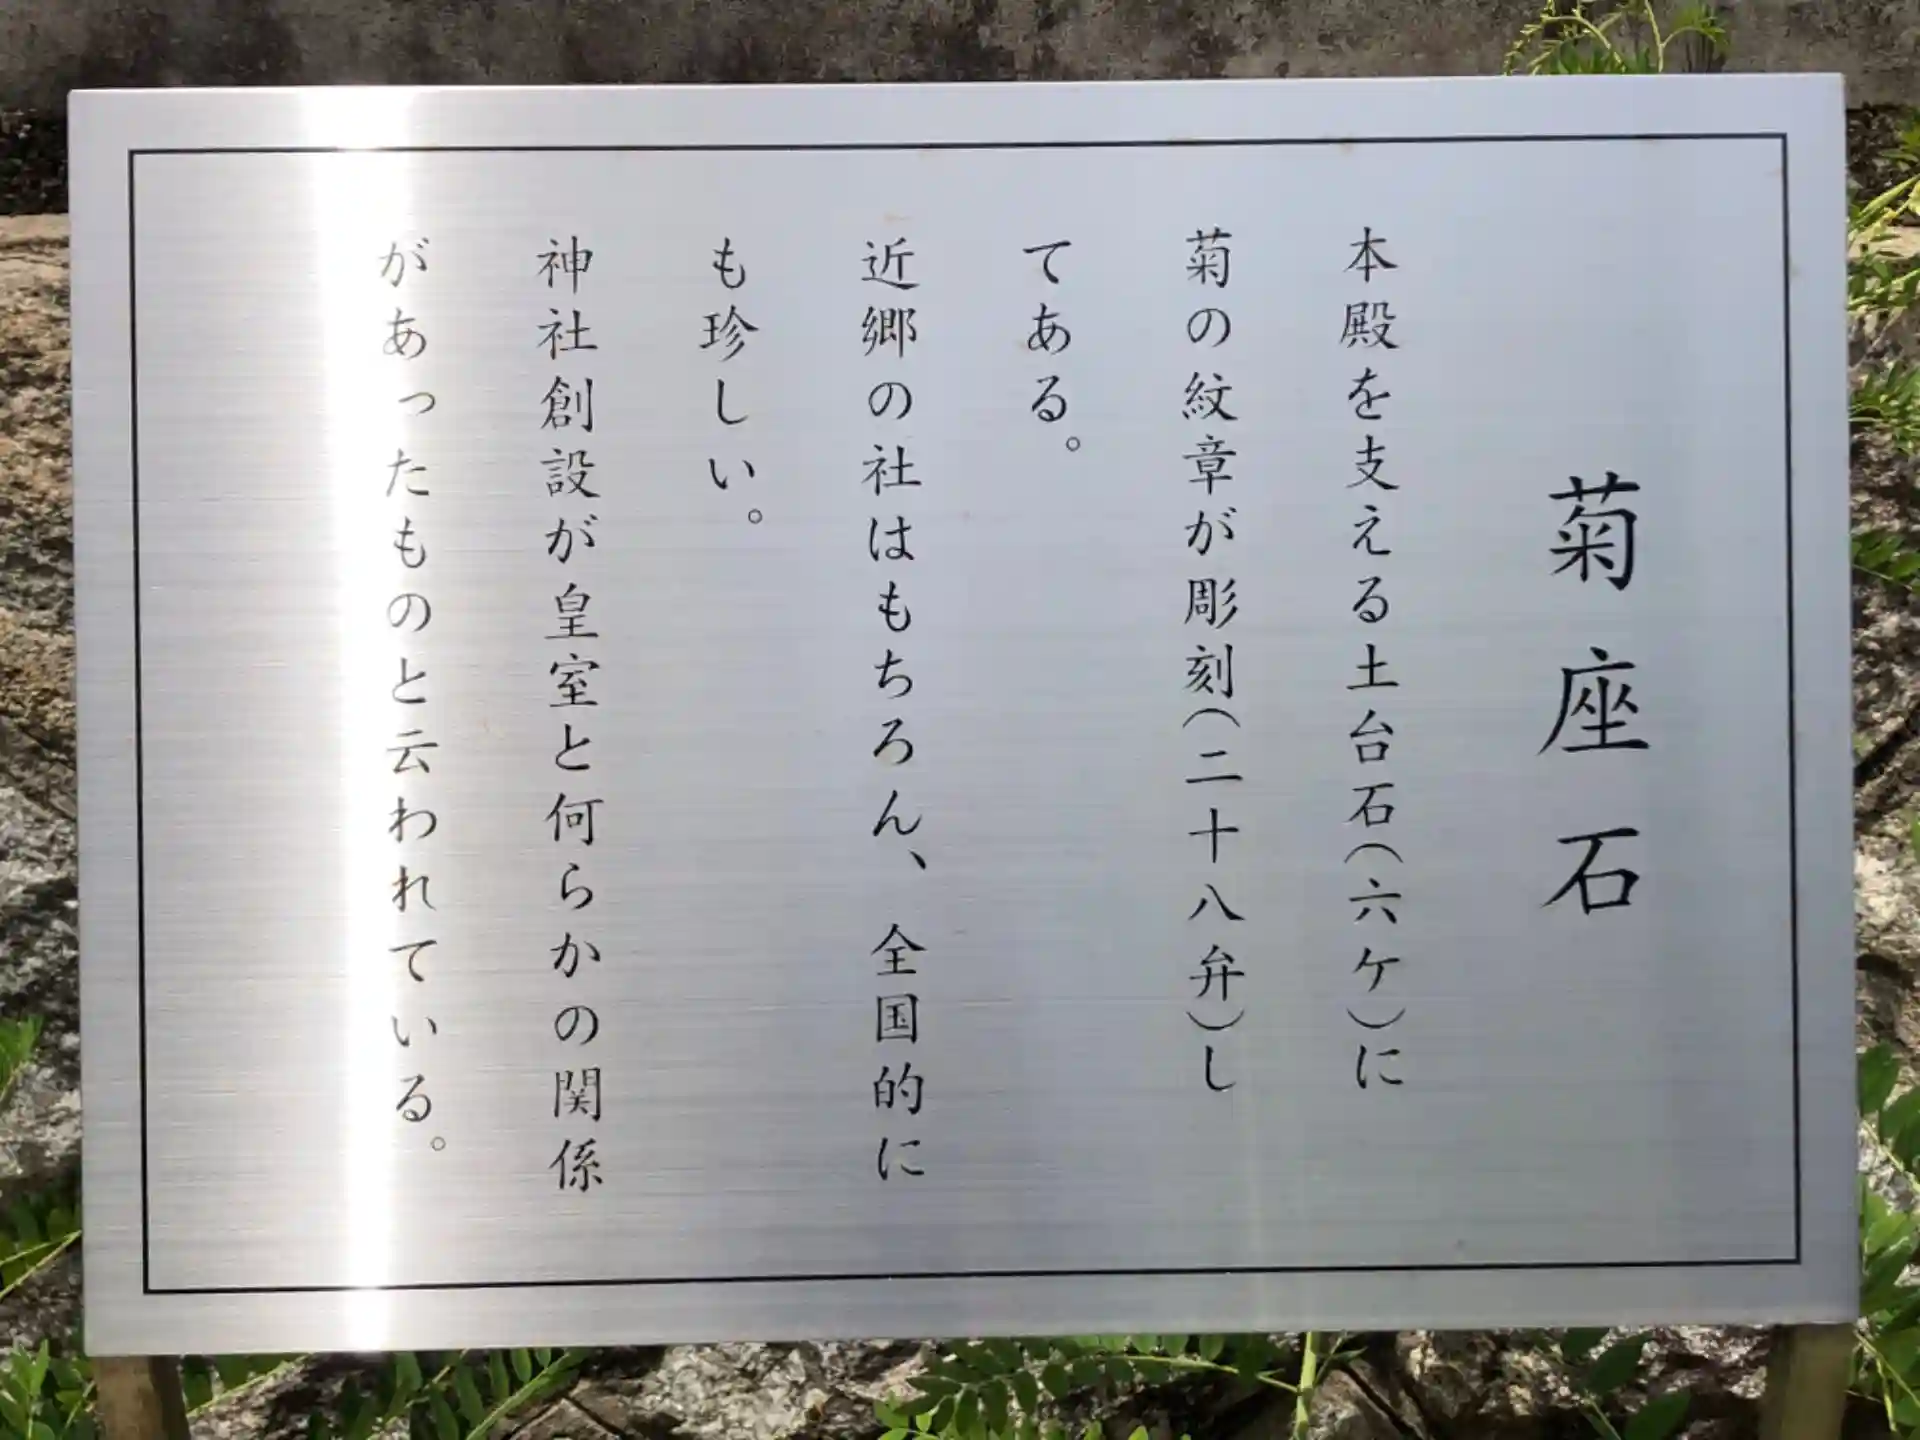 菊座石
本殿を支える土台石(六ケ)に
菊の紋章が彫刻(二十八弁)し
てある。
近郷の社はもちろん、全国的に
も珍しい。
神社創設が皇室と何らかの関係
があったものと云われている。